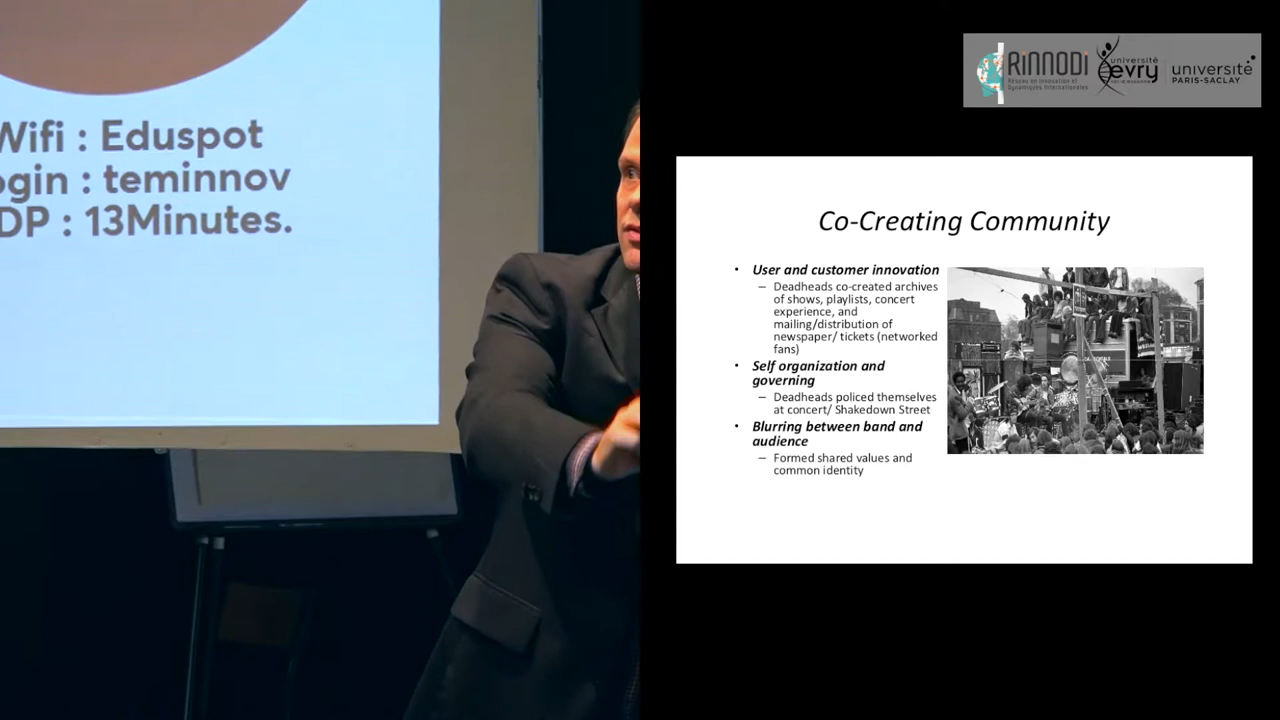 Wifi : Eduspot
ogin : teminnov
DP : 13Minutes.
RiNNODi
Réseau en Innovation et
Dynamiques Internationales
université
evry
université
PARIS-SACLAY
Co-Creating Community
• User and customer innovation
– Deadheads co-created archives
of shows, playlists, concert
experience, and
mailing/distribution of
newspaper/ tickets (networked
fans)
• Self organization and
governing
– Deadheads policed themselves
at concert/ Shakedown Street
• Blurring between band and
audience
– Formed shared values and
common identity